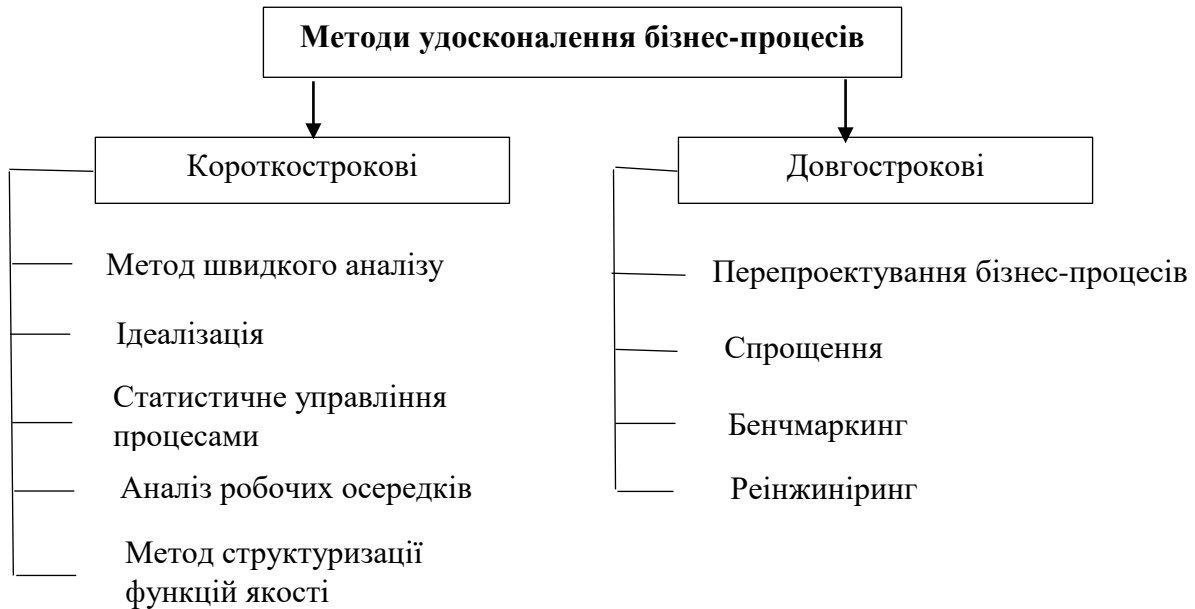 Методи удосконалення бізнес-процесів
Короткострокові
Метод швидкого аналізу
Ідеалізація
Статистичне управління
процесами
Аналіз робочих осередків
Метод структуризації
функцій якості
Довгострокові
Перепроектування бізнес-процесів
Спрощення
Бенчмаркинг
Реінжиніринг